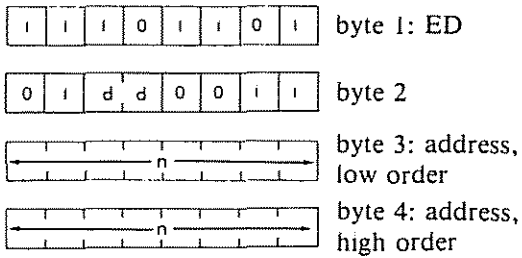 1 1 1 0 1 1 0 1 byte 1: ED
0 1 d d 0 0 1 1 byte 2
n byte 3: address,
low order
n byte 4: address,
high order